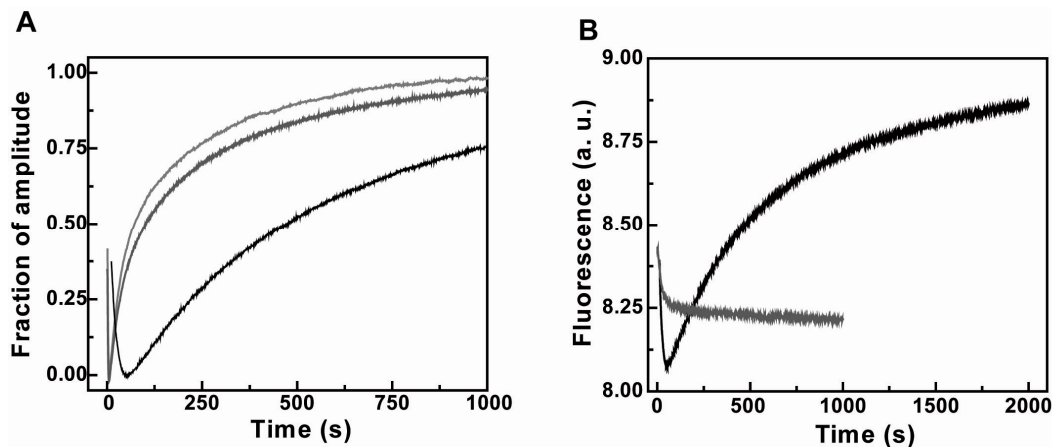 A
Fraction of amplitude
1.00
0.75
0.50
0.25
0.00
0 250 500 750 1000
Time (s)
B
Fluorescence (a. u.)
9.00
8.75
8.50
8.25
8.00
0 500 1000 1500 2000
Time (s)